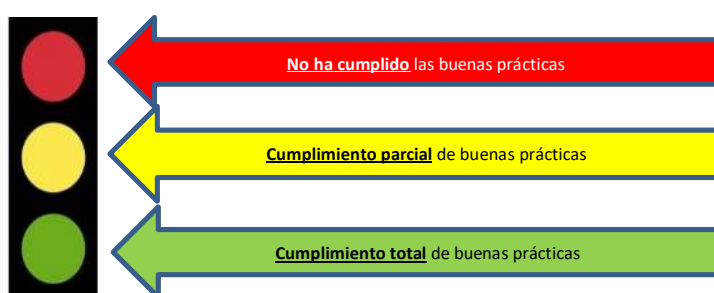 No ha cumplido las buenas prácticas
Cumplimiento parcial de buenas prácticas
Cumplimiento total de buenas prácticas